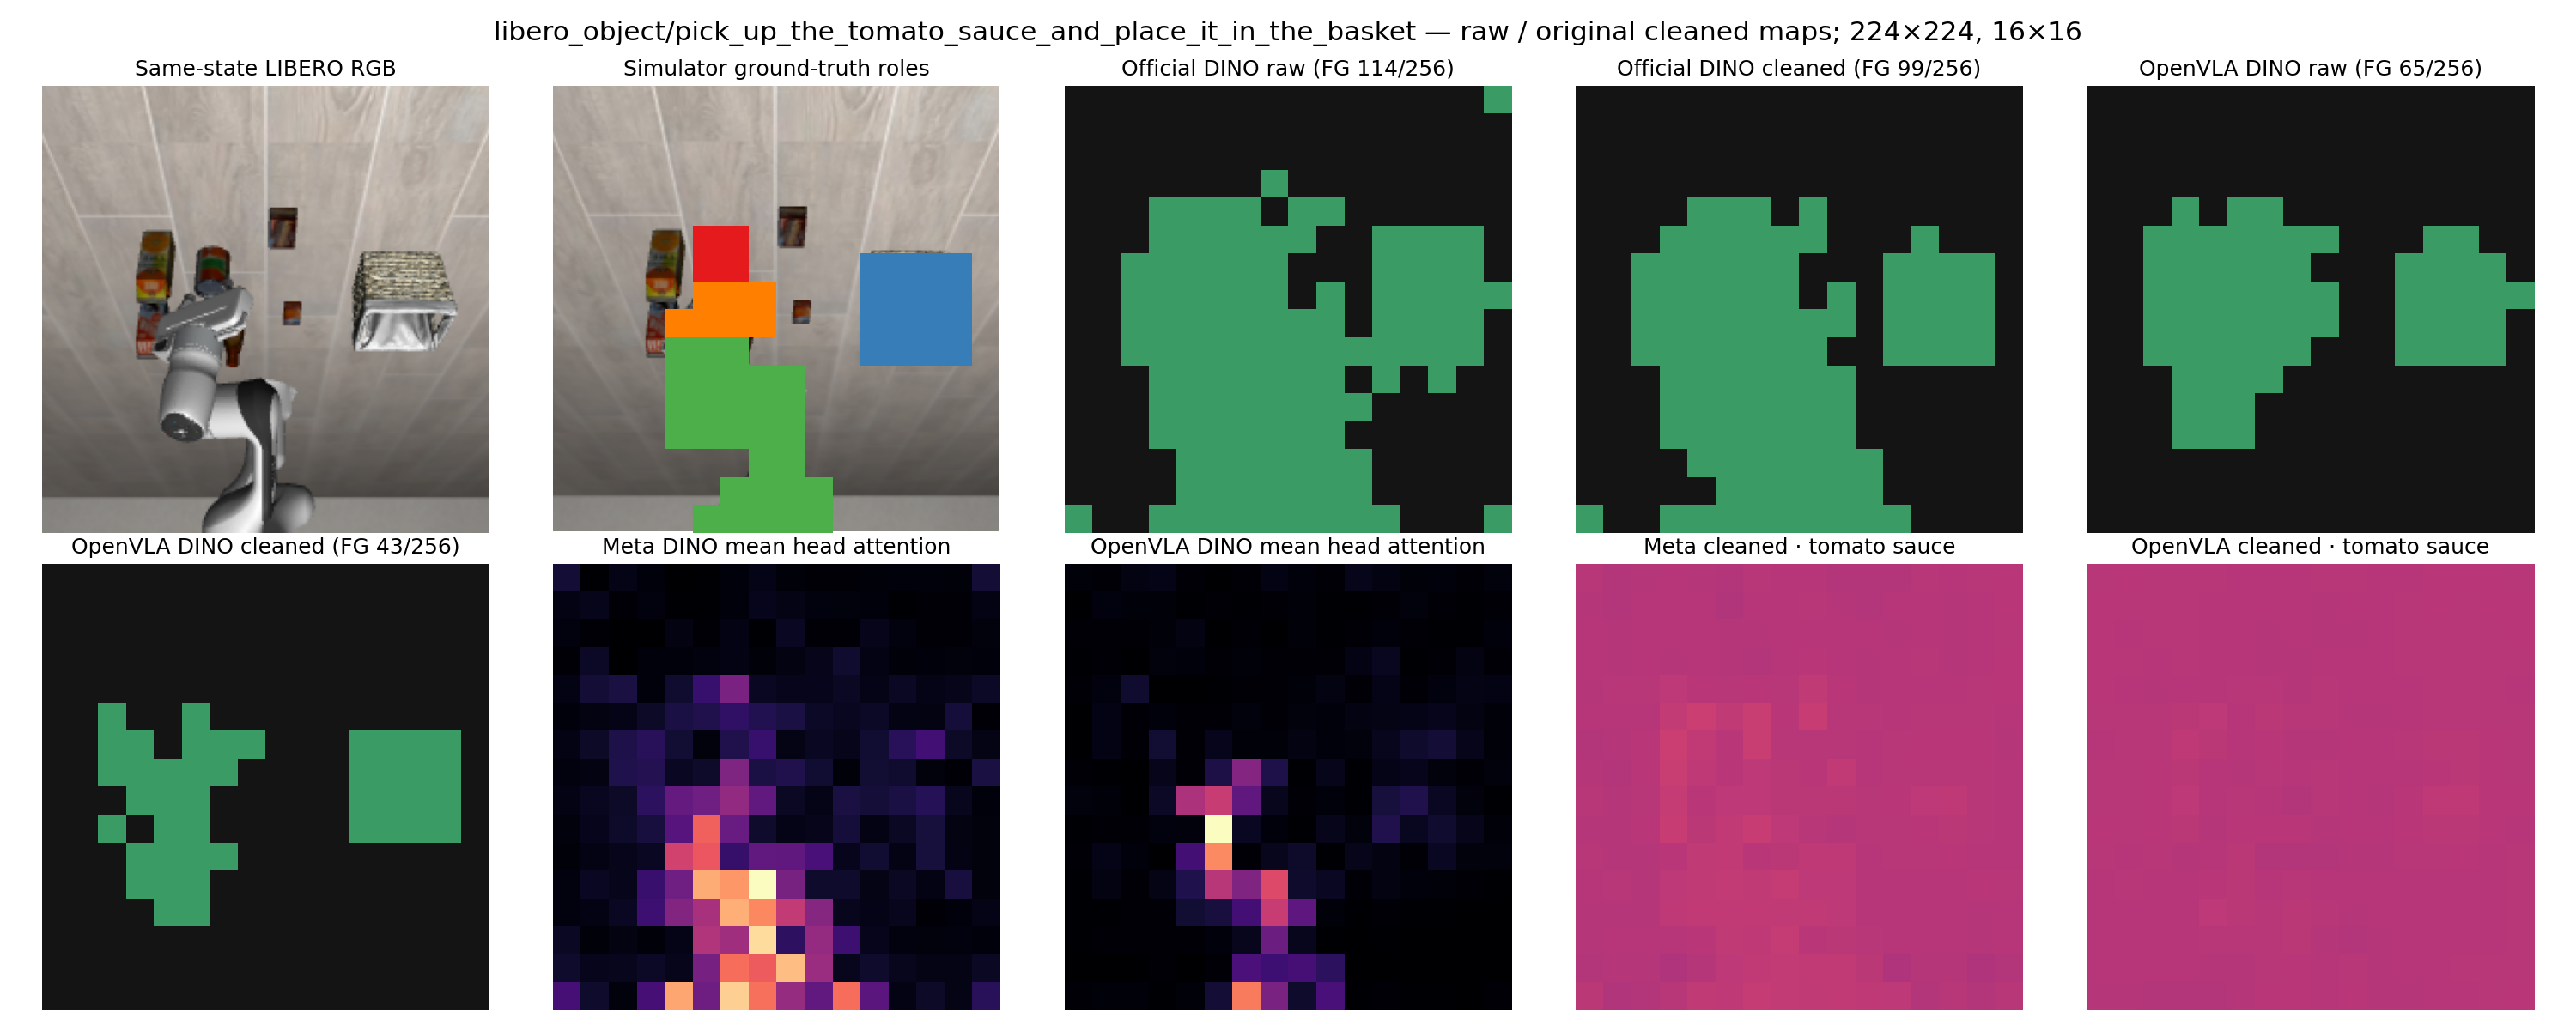 libero_object/pick_up_the_tomato_sauce_and_place_it_in_the_basket — raw / original cleaned maps; 224×224, 16×16
Same-state LIBERO RGB
Simulator ground-truth roles
Official DINO raw (FG 114/256)
Official DINO cleaned (FG 99/256)
OpenVLA DINO raw (FG 65/256)
OpenVLA DINO cleaned (FG 43/256)
Meta DINO mean head attention
OpenVLA DINO mean head attention
Meta cleaned · tomato sauce
OpenVLA cleaned · tomato sauce